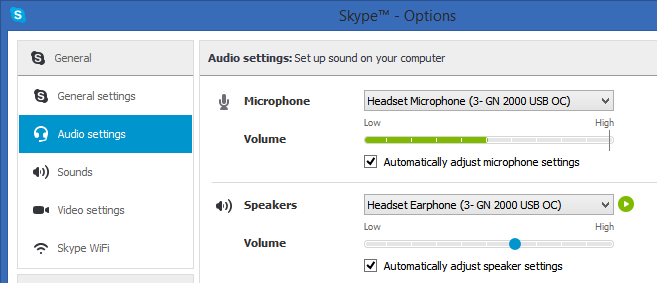 Skype™ - Options
General
General settings
Audio settings
Sounds
Video settings
Skype WiFi
Audio settings: Set up sound on your computer
Microphone Headset Microphone (3- GN 2000 USB OC)
Low High
Volume
Automatically adjust microphone settings
Speakers Headset Earphone (3- GN 2000 USB OC)
Low High
Volume
Automatically adjust speaker settings